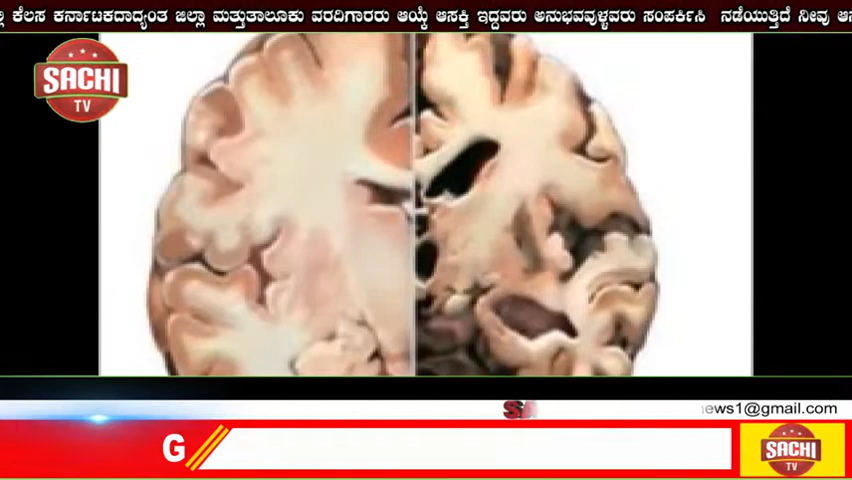 ಕೆಲಸ ಕರ್ನಾಟಕದಾದ್ಯಂತ ಜಿಲ್ಲಾ ಮತ್ತುತಾಲೂಕು ವರದಿಗಾರರು ಆಯ್ಕೆ ಆಸಕ್ತಿ ಇದ್ದವರು ಅನುಭವವುಳ್ಳವರು ಸಂಪರ್ಕಿಸಿ ನಡೆಯುತ್ತಿದೆ ನೀವು
SACHI
TV
news1@gmail.com
G
SACHI
TV